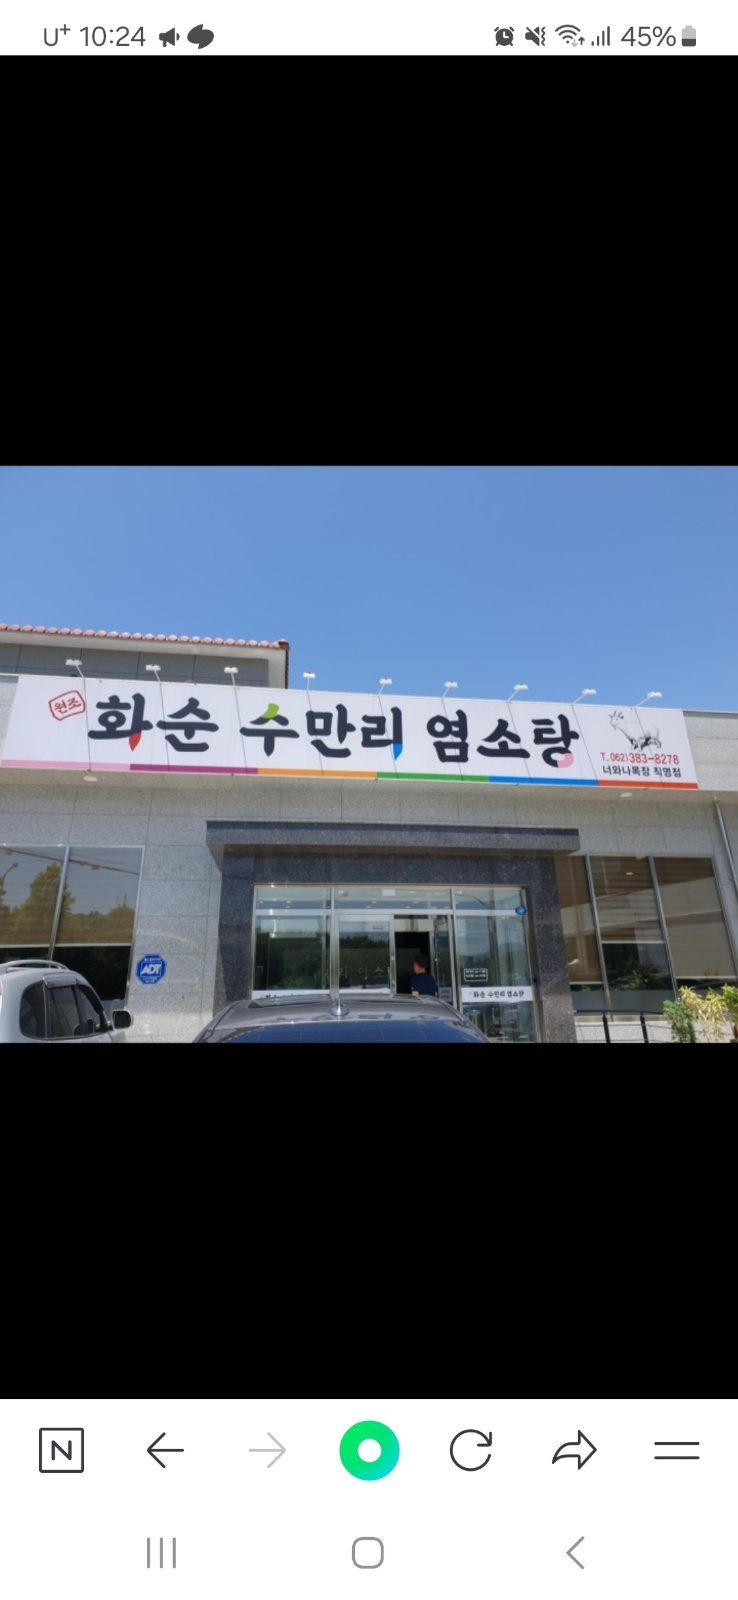 U+ 10:24 45%
원조
화순 수만리 염소탕
T.062)383-8278
너와나목장 직영점
ADT
화순 수만리 염소탕
N